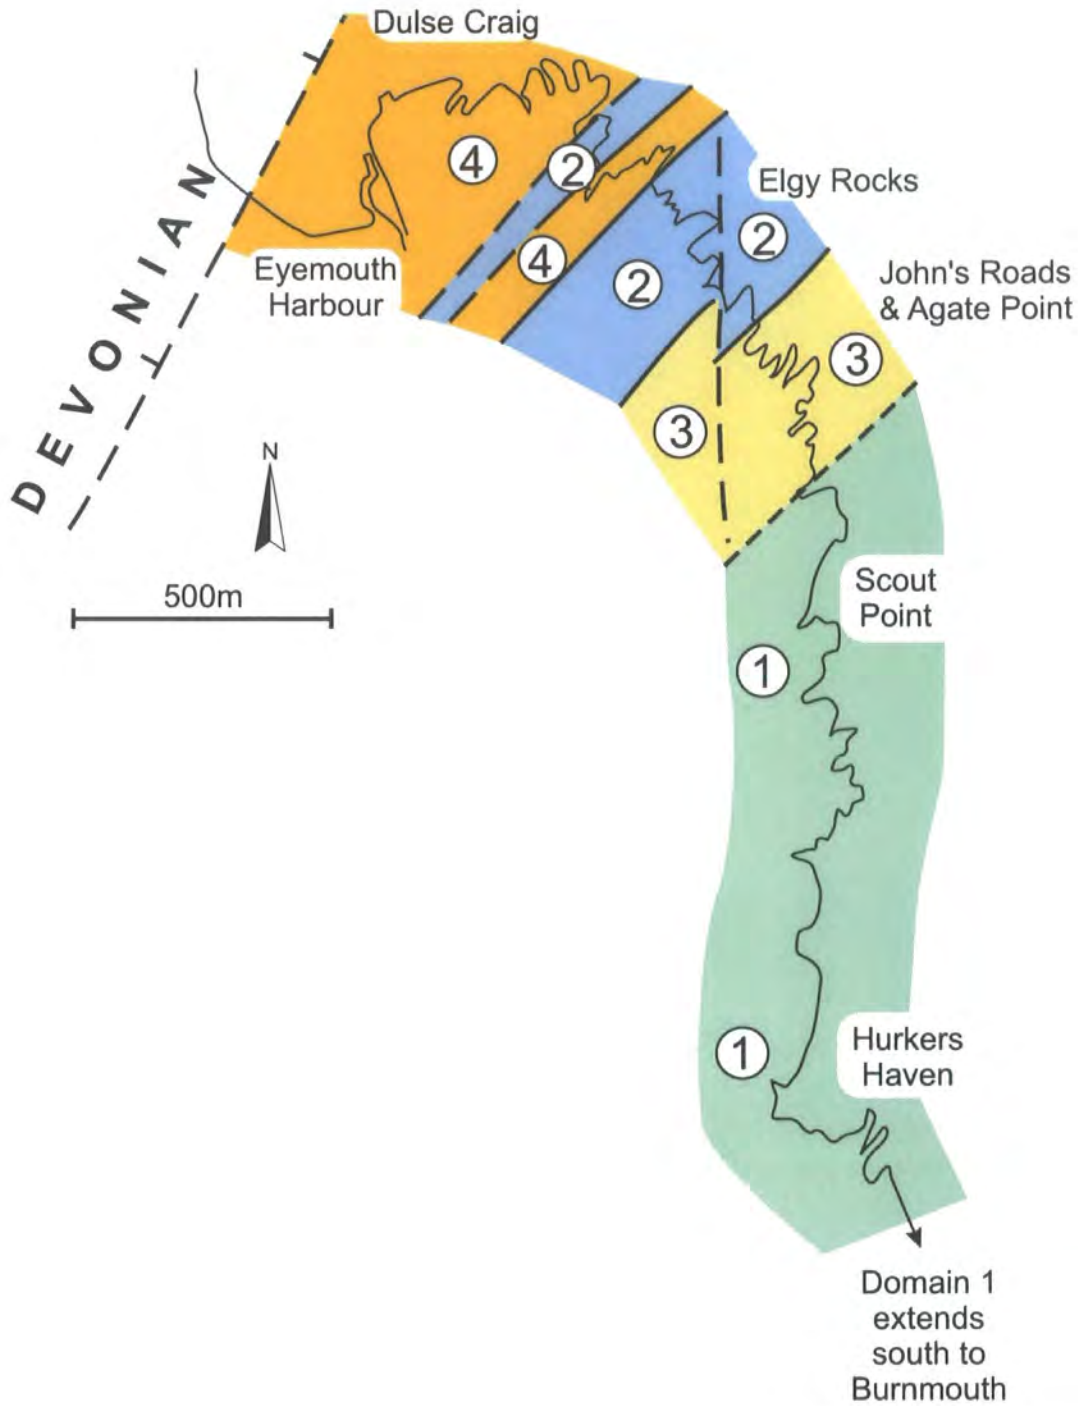 Dulse Craig
4
2
Elgy Rocks
2
DEVONIAN
Eyemouth
Harbour
4
2
John's Roads
& Agate Point
3
3
N
500m
Scout
Point
1
Hurkers
Haven
1
Domain 1
extends
south to
Burnmouth